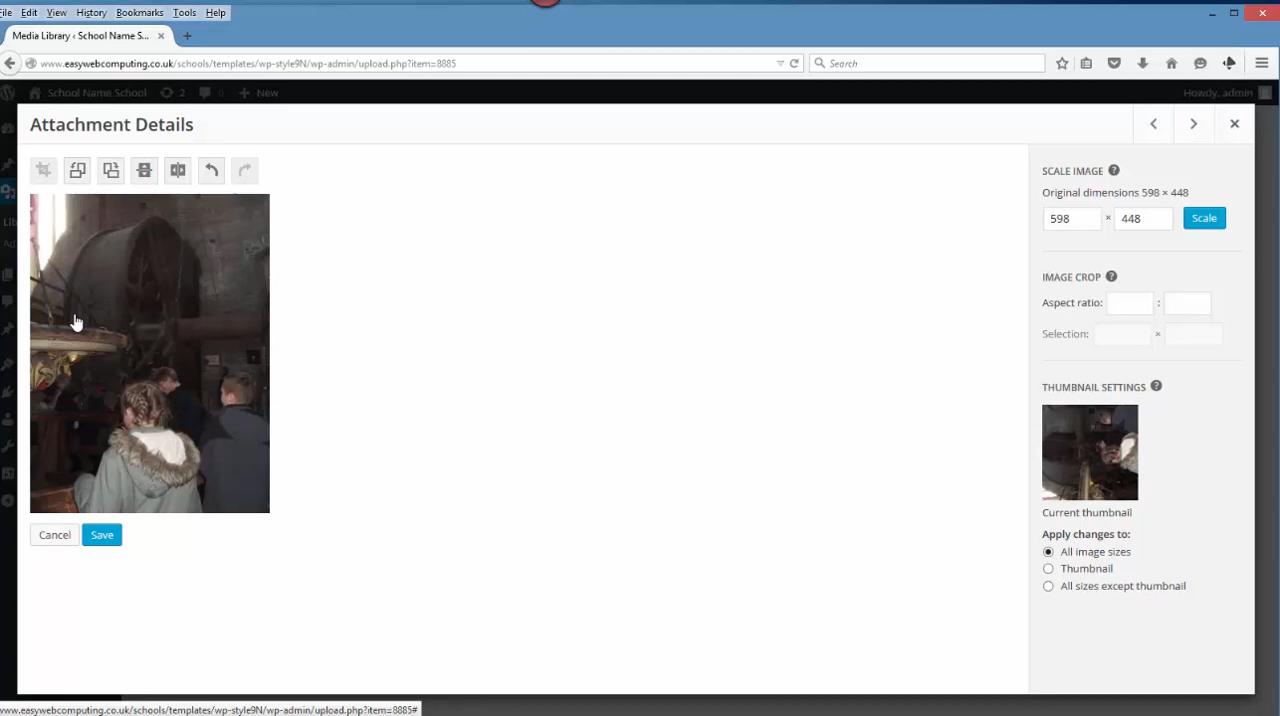 File Edit View History Bookmarks Tools Help
Media Library ‹ School Name S...
www.easywebcomputing.co.uk/schools/templates/wp-style9N/wp-admin/upload.php?item=8885
Search
School Name School 2 0 New
Howdy, admin
Attachment Details
SCALE IMAGE
Original dimensions 598 × 448
598 × 448 Scale
IMAGE CROP
Aspect ratio: :
Selection: ×
THUMBNAIL SETTINGS
Current thumbnail
Apply changes to:
All image sizes
Thumbnail
All sizes except thumbnail
Cancel Save
www.easywebcomputing.co.uk/schools/templates/wp-style9N/wp-admin/upload.php?item=8885#